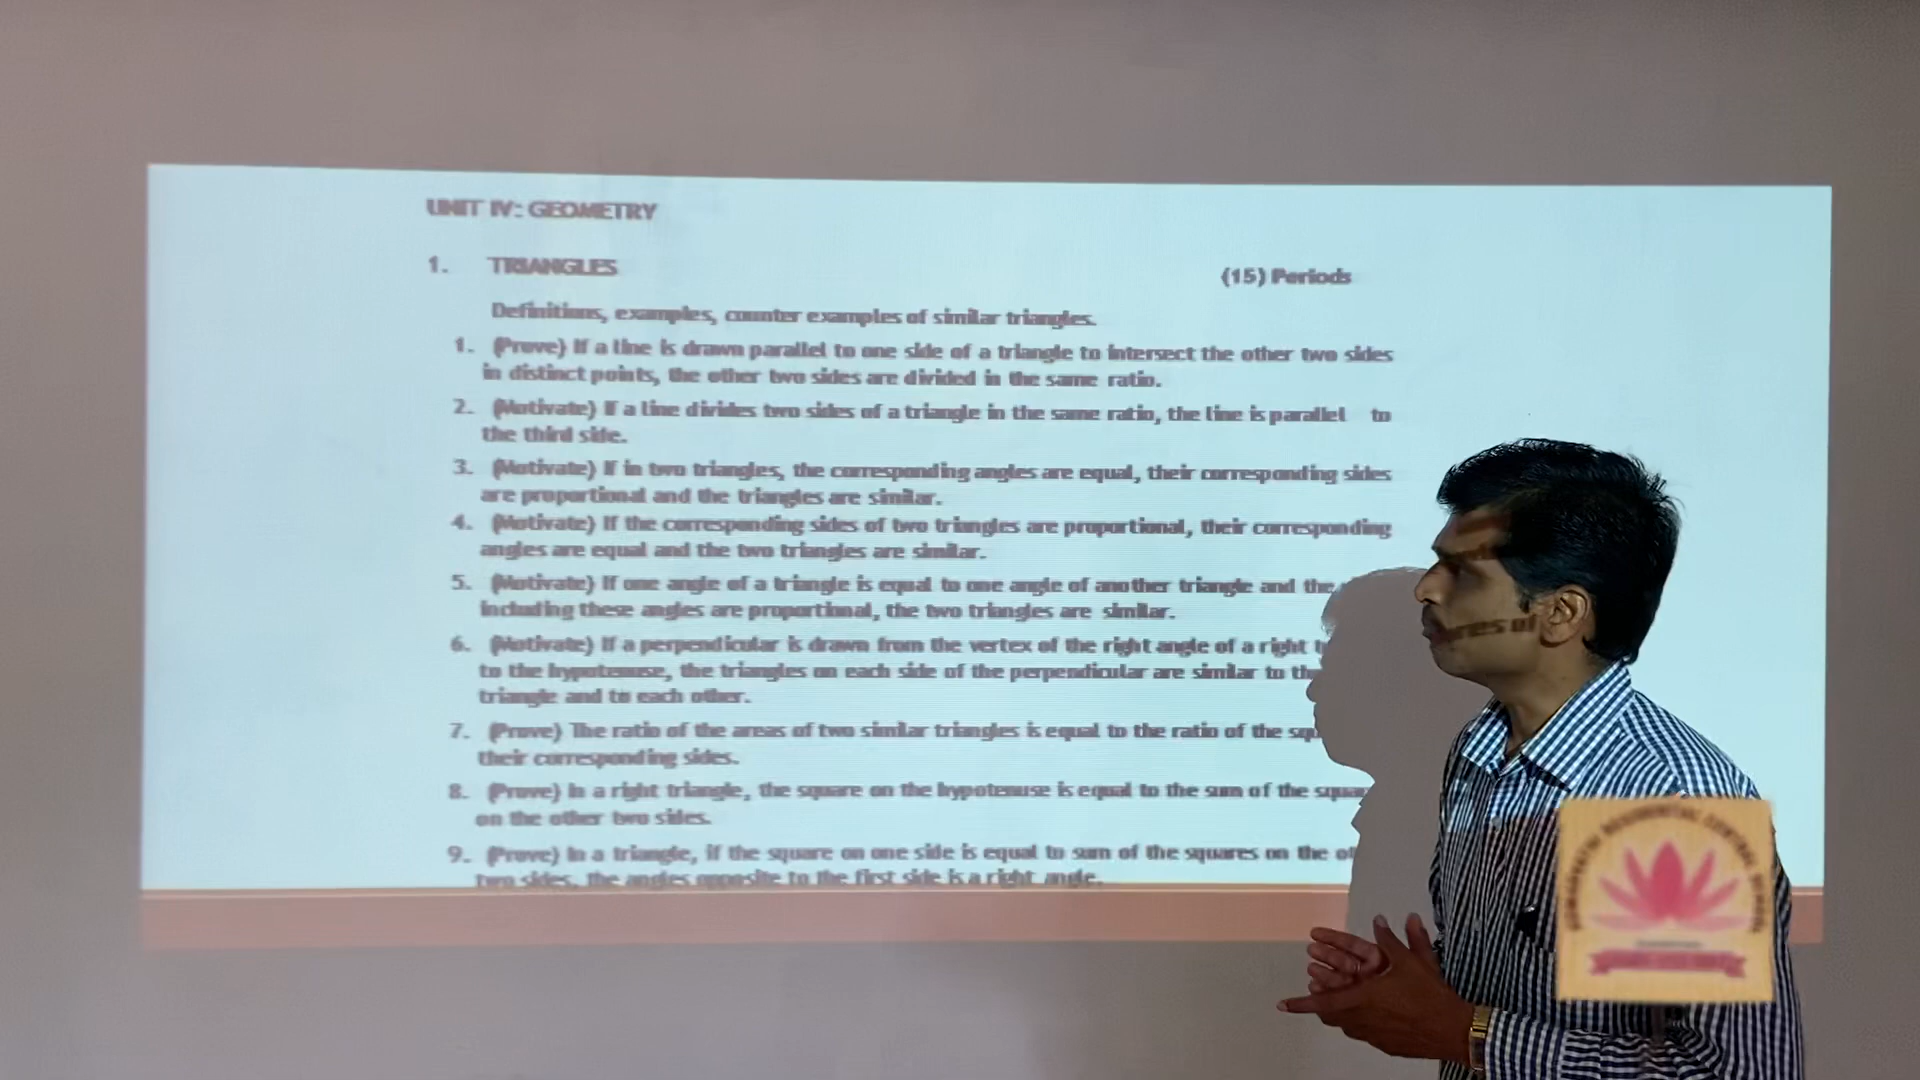 UNIT IV: GEOMETRY
1. TRIANGLES (15) Periods
Definitions, examples, counter examples of similar triangles.
1. (Prove) If a line is drawn parallel to one side of a triangle to intersect the other two sides
in distinct points, the other two sides are divided in the same ratio.
2. (Motivate) If a line divides two sides of a triangle in the same ratio, the line is parallel to
the third side.
3. (Motivate) If in two triangles, the corresponding angles are equal, their corresponding sides
are proportional and the triangles are similar.
4. (Motivate) If the corresponding sides of two triangles are proportional, their corresponding
angles are equal and the two triangles are similar.
5. (Motivate) If one angle of a triangle is equal to one angle of another triangle and the
including these angles are proportional, the two triangles are similar.
6. (Motivate) If a perpendicular is drawn from the vertex of the right angle of a right
to the hypotenuse, the triangles on each side of the perpendicular are similar to
triangle and to each other.
7. (Prove) The ratio of the areas of two similar triangles is equal to the ratio of the
their corresponding sides.
8. (Prove) In a right triangle, the square on the hypotenuse is equal to the sum of the
on the other two sides.
9. (Prove) In a triangle, if the square on one side is equal to sum of the squares on the
two sides, the angles opposite to the first side is a right angle.